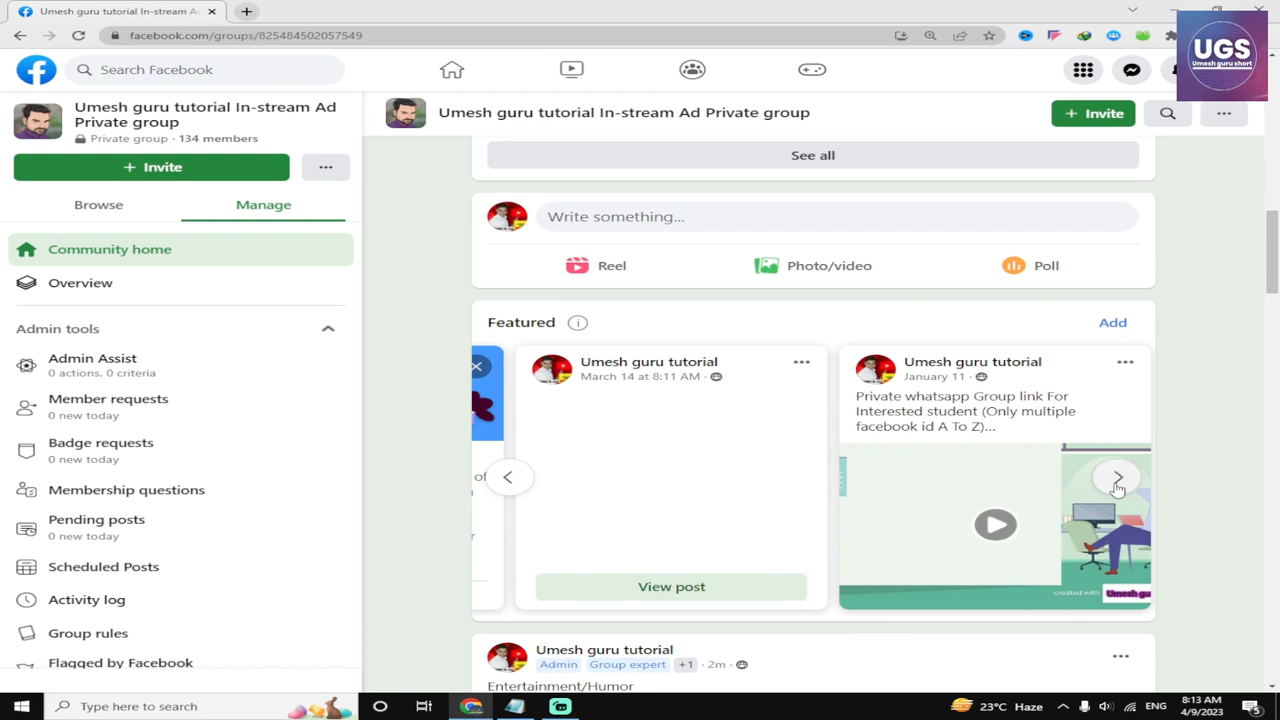 Umesh guru tutorial In-stream A
facebook.com/groups/825484502057549
UGS
Umesh guru short
Search Facebook
Umesh guru tutorial In-stream Ad
Private group
Private group · 134 members
+ Invite
Browse
Manage
Community home
Overview
Admin tools
Admin Assist
0 actions, 0 criteria
Member requests
0 new today
Badge requests
0 new today
Membership questions
Pending posts
0 new today
Scheduled Posts
Activity log
Group rules
Flagged by Facebook
Umesh guru tutorial In-stream Ad Private group
+ Invite
See all
Write something...
Reel
Photo/video
Poll
Featured
Add
of
Umesh guru tutorial
March 14 at 8:11 AM ·
View post
Umesh guru tutorial
January 11 ·
Private whatsapp Group link For
Interested student (Only multiple
facebook id A To Z)...
created with
Umesh gu
Umesh guru tutorial
Admin Group expert +1 · 2m ·
Entertainment/Humor
Type here to search
23°C Haze
ENG
8:13 AM
4/9/2023
5